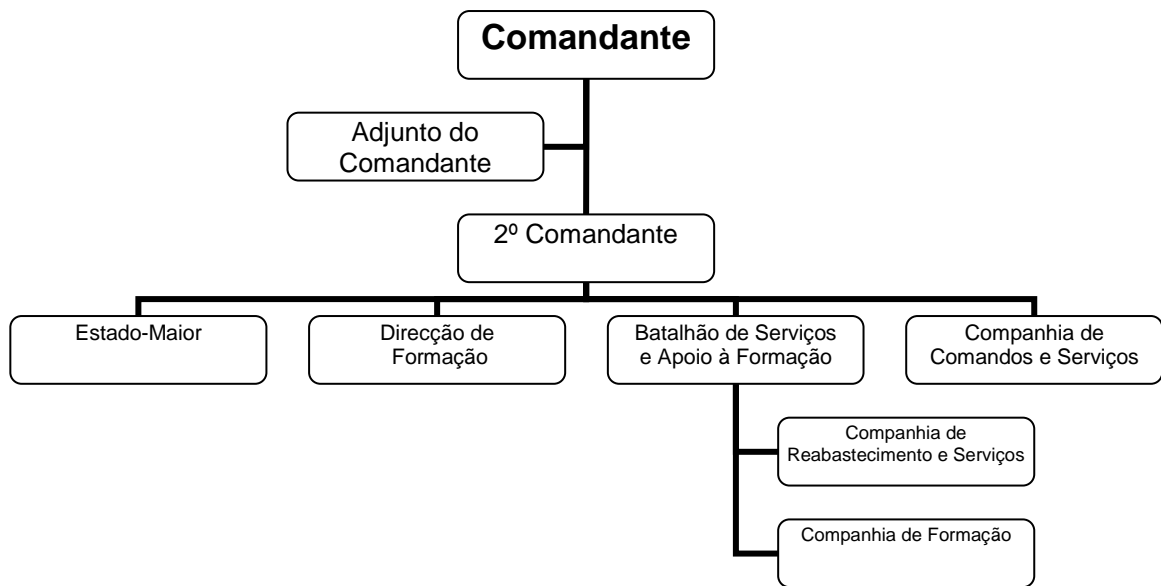 Comandante
Adjunto do
Comandante
2º Comandante
Estado-Maior
Direcção de
Formação
Batalhão de Serviços
e Apoio à Formação
Companhia de
Comandos e Serviços
Companhia de
Reabastecimento e Serviços
Companhia de Formação